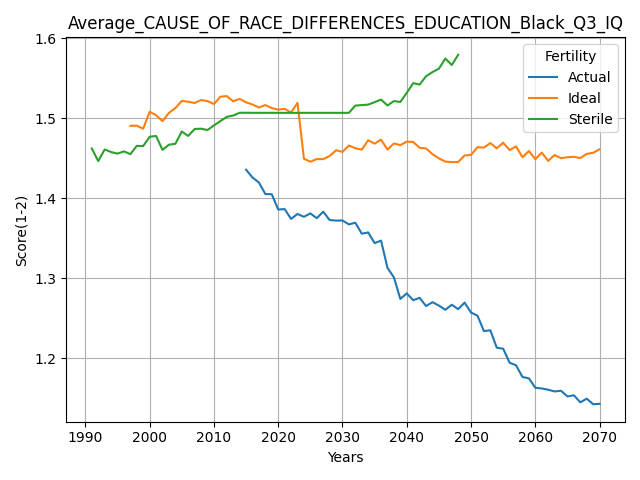 Average_CAUSE_OF_RACE_DIFFERENCES_EDUCATION_Black_Q3_IQ
Fertility
Actual
Ideal
Sterile
Score(1-2)
1.6
1.5
1.4
1.3
1.2
1990 2000 2010 2020 2030 2040 2050 2060 2070
Years